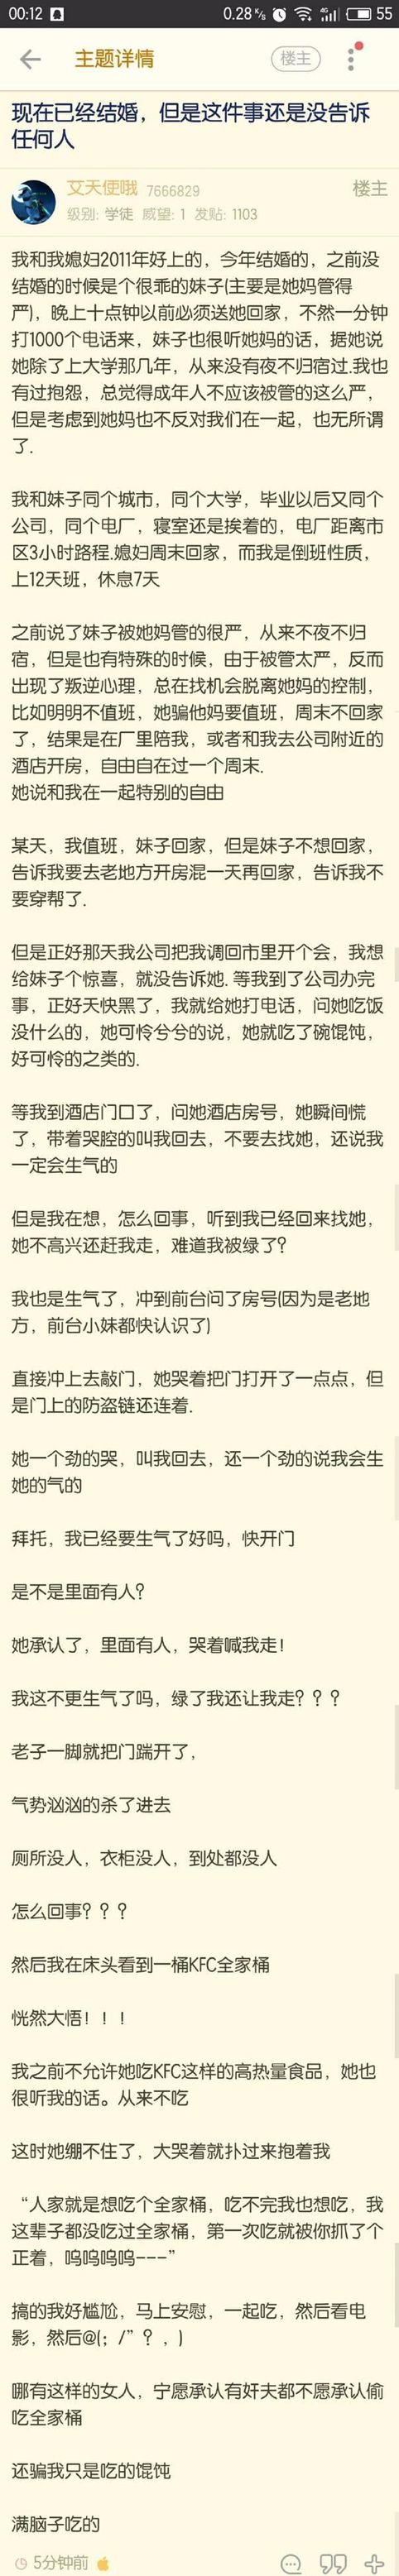 00:12 0.28 K/s 4G 55
主题详情 楼主
现在已经结婚，但是这件事还是没告诉
任何人
艾天便哦 7666829 楼主
级别: 学徒 威望: 1 发贴: 1103
我和我媳妇2011年好上的，今年结婚的，之前没
结婚的时候是个很乖的妹子(主要是她妈管得
严)，晚上十点钟以前必须送她回家，不然一分钟
打1000个电话来，妹子也很听她妈的话，据她说
她除了上大学那几年，从来没有夜不归宿过.我也
有过抱怨，总觉得成年人不应该被管的这么严，
但是考虑到她妈也不反对我们在一起，也无所谓
了.
我和妹子同个城市，同个大学，毕业以后又同个
公司，同个电厂，寝室还是挨着的，电厂距离市
区3小时路程.媳妇周末回家，而我是倒班性质，
上12天班，休息7天
之前说了妹子被她妈管的很严，从来不夜不归
宿，但是也有特殊的时候，由于被管太严，反而
出现了叛逆心理，总在找机会脱离她妈的控制，
比如明明不值班，她骗他妈要值班，周末不回家
了，结果是在厂里陪我，或者和我去公司附近的
酒店开房，自由自在过一个周末.
她说和我在一起特别的自由
某天，我值班，妹子回家，但是妹子不想回家，
告诉我要去老地方开房混一天再回家，告诉我不
要穿帮了.
但是正好那天我公司把我调回市里开个会，我想
给妹子个惊喜，就没告诉她.等我到了公司办完
事，正好天快黑了，我就给她打电话，问她吃饭
没什么的，她可怜兮兮的说，她就吃了碗馄饨，
好可怜的之类的.
等我到酒店门口了，问她酒店房号，她瞬间慌
了，带着哭腔的叫我回去，不要去找她，还说我
一定会生气的
但是我在想，怎么回事，听到我已经回来找她，
她不高兴还赶我走，难道我被绿了？
我也是生气了，冲到前台问了房号(因为是老地
方，前台小妹都快认识了)
直接冲上去敲门，她哭着把门打开了一点点，但
是门上的防盗链还连着.
她一个劲的哭，叫我回去，还一个劲的说我会生
她的气的
拜托，我已经要生气了好吗，快开门
是不是里面有人？
她承认了，里面有人，哭着喊我走！
我这不更生气了吗，绿了我还让我走？？？
老子一脚就把门踹开了，
气势汹汹的杀了进去
厕所没人，衣柜没人，到处都没人
怎么回事？？？
然后我在床头看到一桶KFC全家桶
恍然大悟！！！
我之前不允许她吃KFC这样的高热量食品，她也
很听我的话。从来不吃
这时她绷不住了，大哭着就扑过来抱着我
“人家就是想吃个全家桶，吃不完我也想吃，我
这辈子都没吃过全家桶，第一次吃就被你抓了个
正着，呜呜呜呜---”
搞的我好尴尬，马上安慰，一起吃，然后看电
影，然后@(；/”？，)
哪有这样的女人，宁愿承认有奸夫都不愿承认偷
吃全家桶
还骗我只是吃的馄饨
满脑子吃的
5分钟前